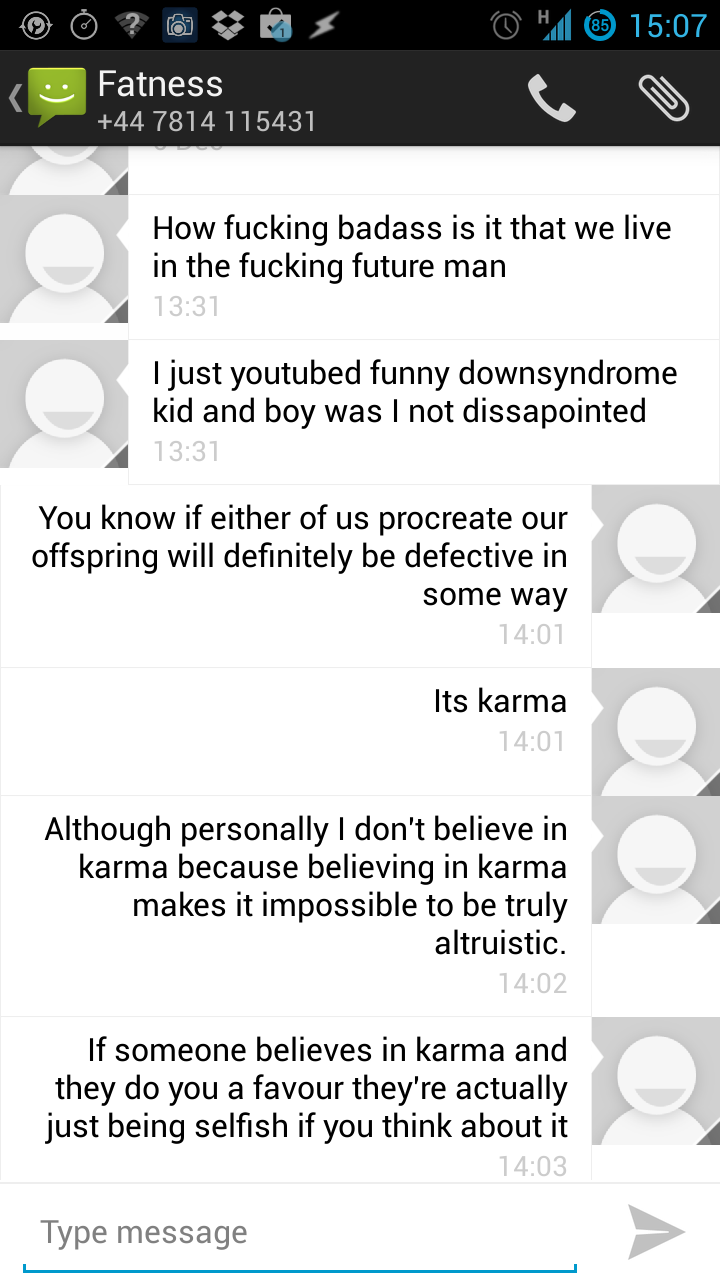 H
85
15:07
1
Fatness
+44 7814 115431
How fucking badass is it that we live
in the fucking future man
13:31
I just youtubed funny downsyndrome
kid and boy was I not dissapointed
13:31
You know if either of us procreate our
offspring will definitely be defective in
some way
14:01
Its karma
14:01
Although personally I don't believe in
karma because believing in karma
makes it impossible to be truly
altruistic.
14:02
If someone believes in karma and
they do you a favour they're actually
just being selfish if you think about it
14:03
Type message